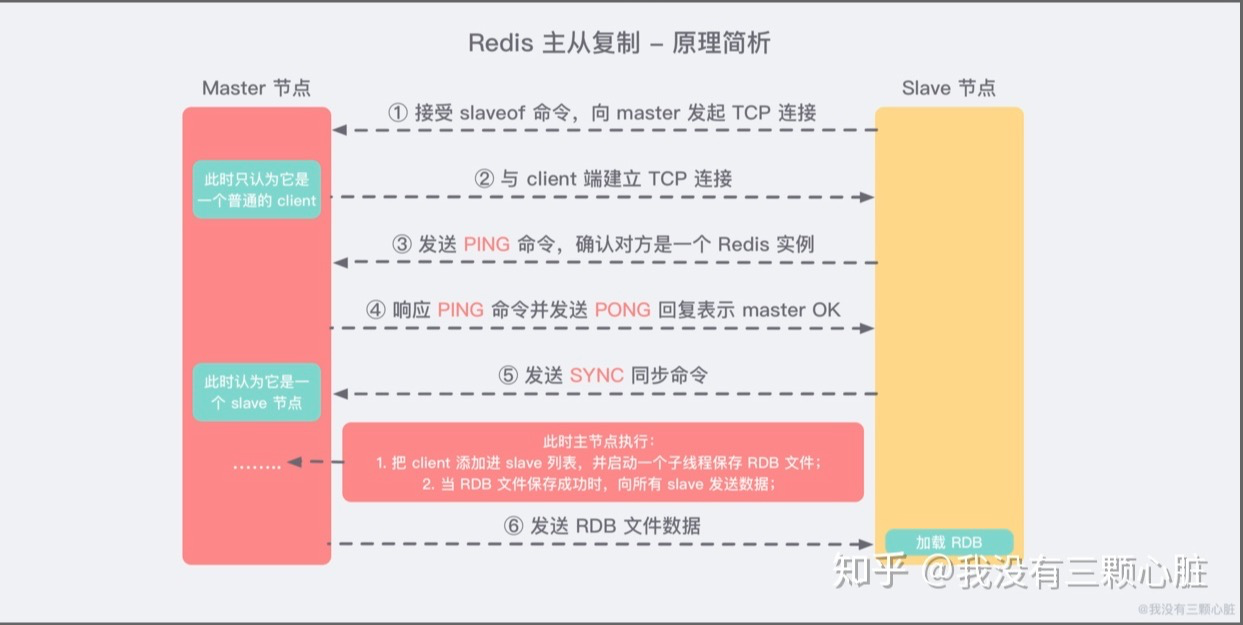 Redis 主从复制 – 原理简析
Master 节点
Slave 节点
① 接受 slaveof 命令，向 master 发起 TCP 连接
此时只认为它是
一个普通的 client
② 与 client 端建立 TCP 连接
③ 发送 PING 命令，确认对方是一个 Redis 实例
④ 响应 PING 命令并发送 PONG 回复表示 master OK
此时认为它是一
个 slave 节点
⑤ 发送 SYNC 同步命令
此时主节点执行：
1. 把 client 添加进 slave 列表，并启动一个子线程保存 RDB 文件；
2. 当 RDB 文件保存成功时，向所有 slave 发送数据；
........
⑥ 发送 RDB 文件数据
加载 RDB
知乎 @我没有三颗心脏
@我没有三颗心脏